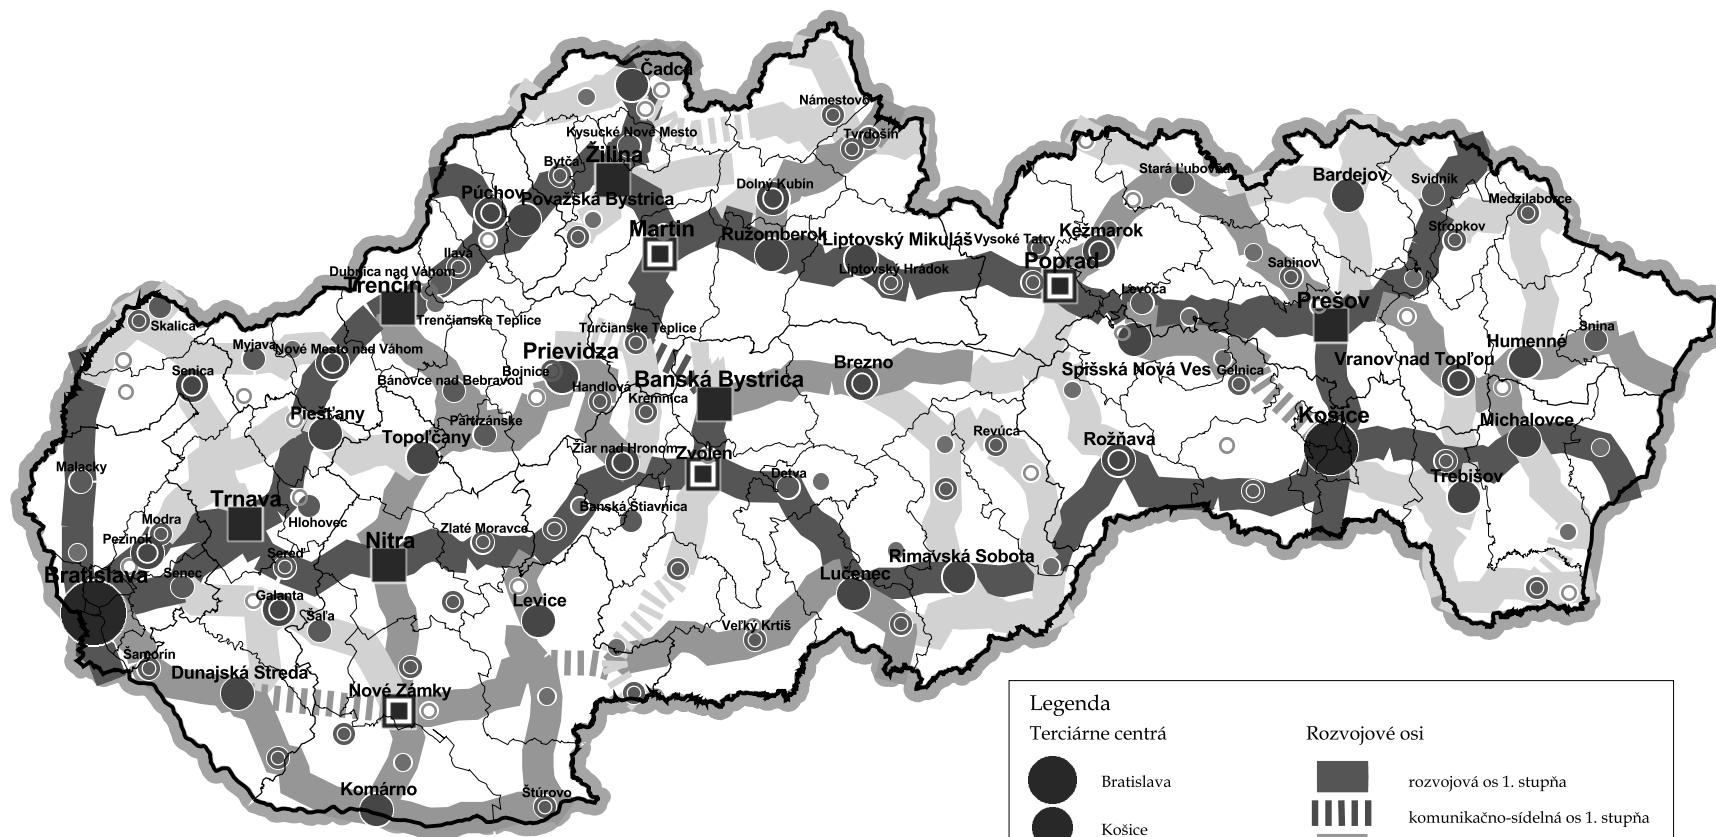 Čadca
Námestovo
Kysucké Nové Mesto
Tvrdošín
Bytča
Žilina
Stará Ľubovňa
Bardejov
Svidník
Dolný Kubín
Púchov
Považská Bystrica
Medzilaborce
Martin
Ružomberok
Liptovský Mikuláš
Vysoké Tatry
Kežmarok
Stropkov
Ilava
Dubnica nad Váhom
Liptovský Hrádok
Poprad
Sabinov
Trenčín
Levoča
Prešov
Skalica
Trenčianske Teplice
Turčianske Teplice
Snina
Myjava
Nové Mesto nad Váhom
Prievidza
Humenné
Senica
Bojnice
Brezno
Spišská Nová Ves
Gelnica
Vranov nad Topľou
Bánovce nad Bebravou
Handlová
Banská Bystrica
Kremnica
Piešťany
Partizánske
Košice
Michalovce
Topoľčany
Revúca
Rožňava
Žiar nad Hronom
Zvolen
Malacky
Detva
Trebišov
Trnava
Hlohovec
Banská Štiavnica
Modra
Zlaté Moravce
Pezinok
Nitra
Sereď
Rimavská Sobota
Bratislava
Senec
Lučenec
Galanta
Levice
Šaľa
Veľký Krtíš
Šamorín
Dunajská Streda
Nové Zámky
Komárno
Štúrovo
Legenda
Terciárne centrá
Rozvojové osi
Bratislava
rozvojová os 1. stupňa
komunikačno-sídelná os 1. stupňa
Košice